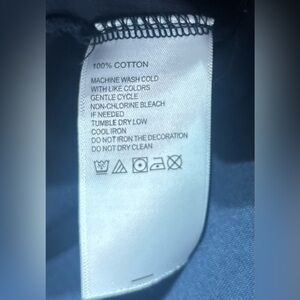 100% COTTON
MACHINE WASH COLD
WITH LIKE COLORS
GENTLE CYCLE
NON-CHLORINE BLEACH
IF NEEDED
TUMBLE DRY LOW
COOL IRON
DO NOT IRON THE DECORATION
DO NOT DRY CLEAN